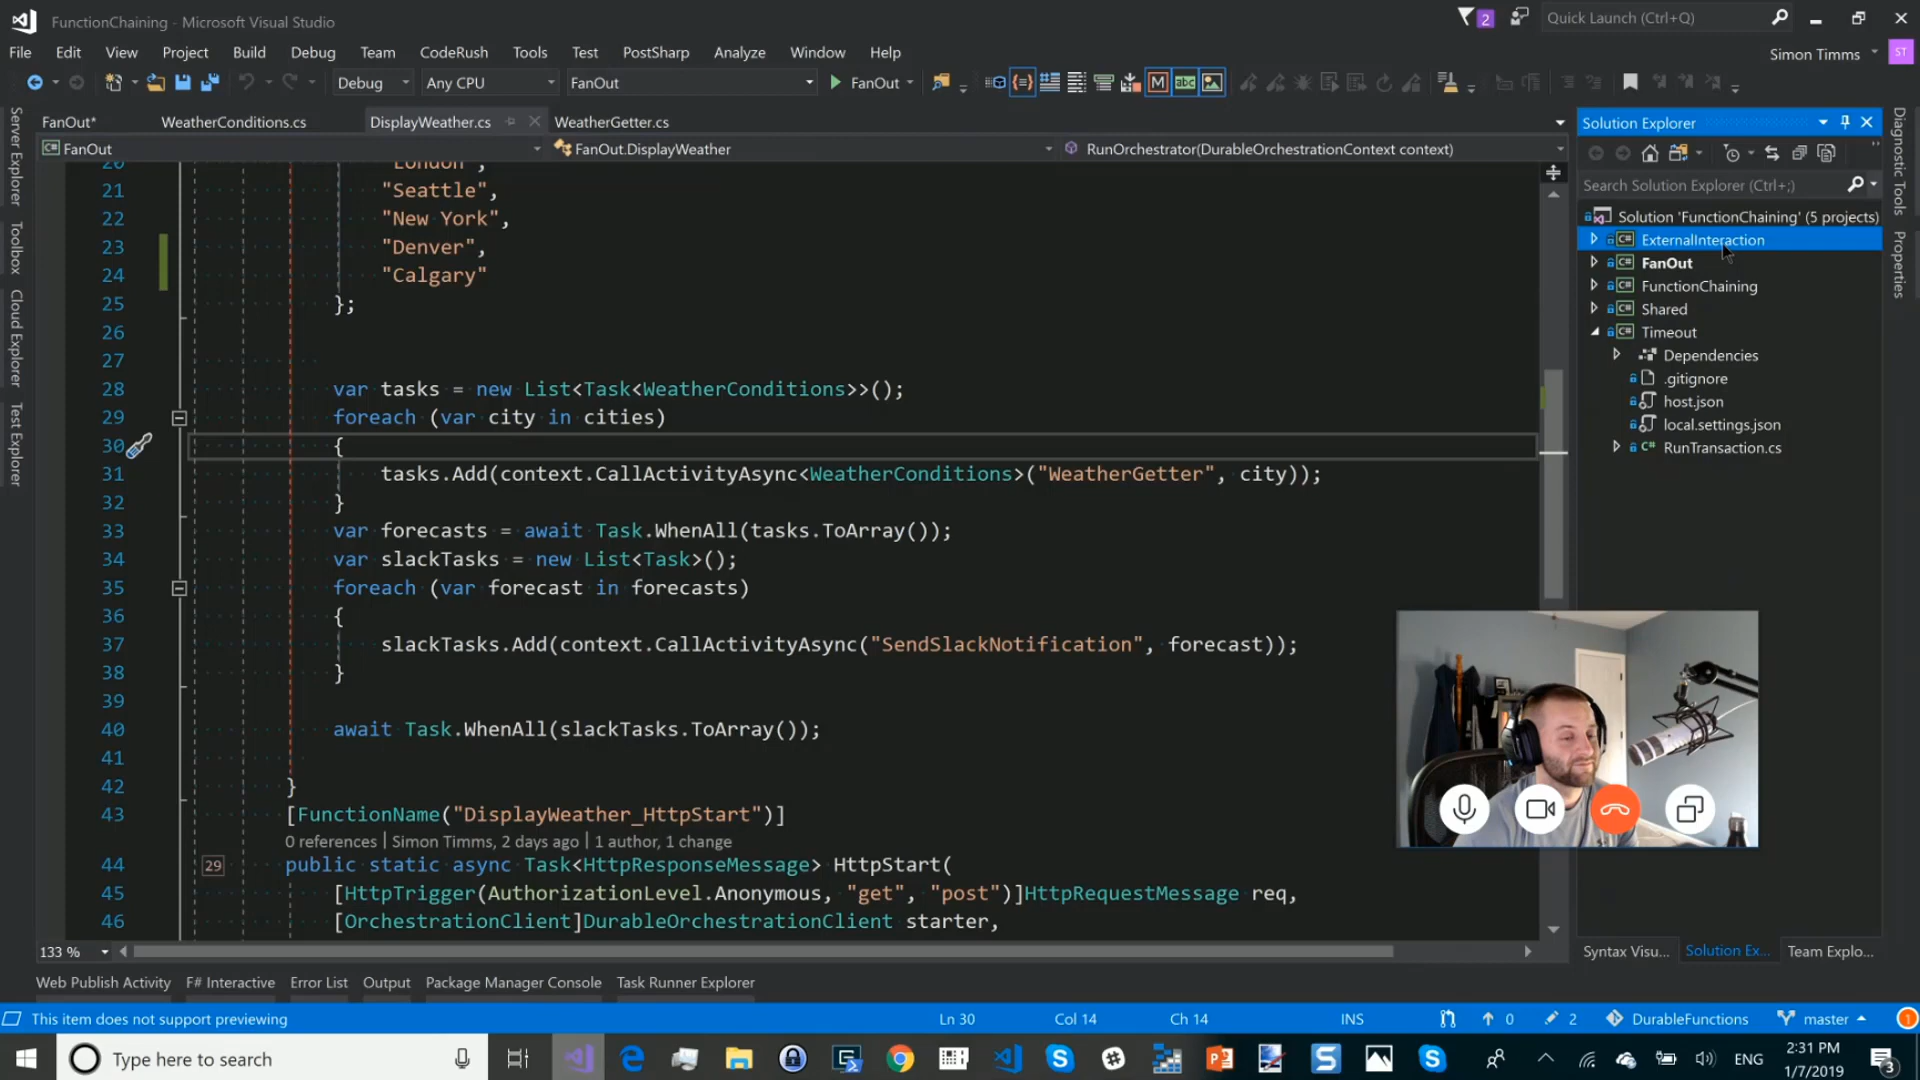 FunctionChaining - Microsoft Visual Studio
2
Quick Launch (Ctrl+Q)
File Edit View Project Build Debug Team CodeRush Tools Test PostSharp Analyze Window Help
Simon Timms
ST
Debug
Any CPU
FanOut
FanOut
FanOut*
WeatherConditions.cs
DisplayWeather.cs
WeatherGetter.cs
FanOut
FanOut.DisplayWeather
RunOrchestrator(DurableOrchestrationContext context)
Server Explorer
Toolbox
Cloud Explorer
Test Explorer
20 "London",
21 "Seattle",
22 "New York",
23 "Denver",
24 "Calgary"
25 };
26
27
28 var tasks = new List<Task<WeatherConditions>>();
29 foreach (var city in cities)
30 {
31 tasks.Add(context.CallActivityAsync<WeatherConditions>("WeatherGetter", city));
32 }
33 var forecasts = await Task.WhenAll(tasks.ToArray());
34 var slackTasks = new List<Task>();
35 foreach (var forecast in forecasts)
36 {
37 slackTasks.Add(context.CallActivityAsync("SendSlackNotification", forecast));
38 }
39
40 await Task.WhenAll(slackTasks.ToArray());
41
42 }
43 [FunctionName("DisplayWeather_HttpStart")]
0 references | Simon Timms, 2 days ago | 1 author, 1 change
44 29 public static async Task<HttpResponseMessage> HttpStart(
45 [HttpTrigger(AuthorizationLevel.Anonymous, "get", "post")]HttpRequestMessage req,
46 [OrchestrationClient]DurableOrchestrationClient starter,
133 %
Solution Explorer
Search Solution Explorer (Ctrl+;)
Solution 'FunctionChaining' (5 projects)
C# ExternalInteraction
C# FanOut
C# FunctionChaining
C# Shared
C# Timeout
Dependencies
.gitignore
host.json
local.settings.json
C# RunTransaction.cs
Syntax Visu...
Solution Ex...
Team Explo...
Diagnostic Tools
Properties
Web Publish Activity F# Interactive Error List Output Package Manager Console Task Runner Explorer
This item does not support previewing
Ln 30
Col 14
Ch 14
INS
0
2
DurableFunctions
master
1
Type here to search
ENG
2:31 PM
1/7/2019
3